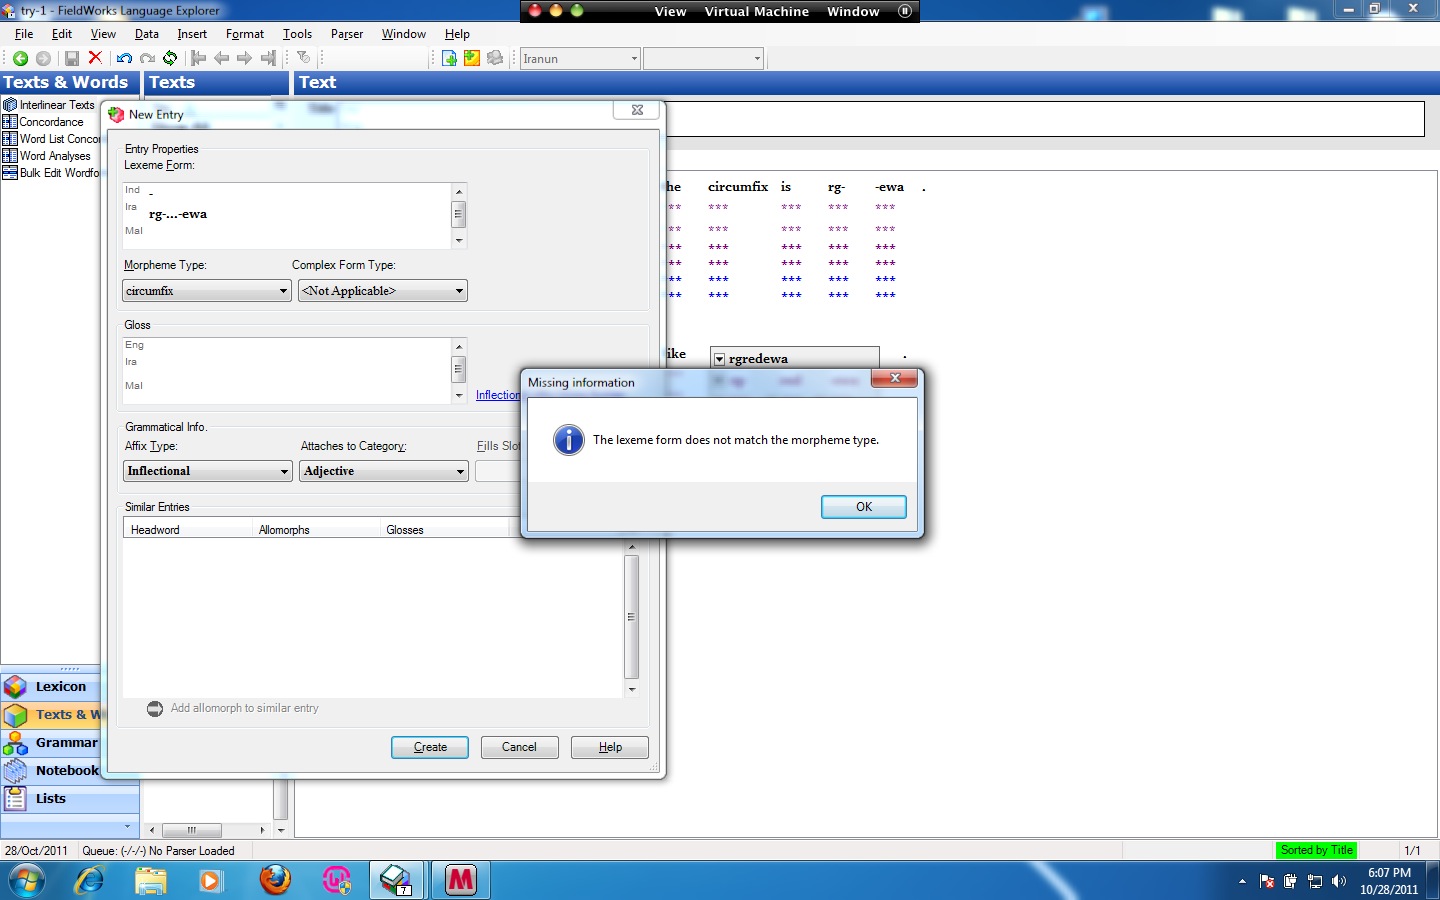 try-1 - FieldWorks Language Explorer
View Virtual Machine Window
File Edit View Data Insert Format Tools Parser Window Help
Iranun
Texts & Words
Texts
Text
Interlinear Texts
Concordance
Word List Concor
Word Analyses
Bulk Edit Wordfo
New Entry
Entry Properties
Lexeme Form:
Ind -
Ira rg-...-ewa
Mal
Morpheme Type: Complex Form Type:
circumfix <Not Applicable>
Gloss
Eng
Ira
Mal
Inflection
Grammatical Info.
Affix Type: Attaches to Category: Fills Slot
Inflectional Adjective
Similar Entries
Headword Allomorphs Glosses
Add allomorph to similar entry
Create Cancel Help
he circumfix is rg- -ewa .
** *** *** *** ***
** *** *** *** ***
** *** *** *** ***
** *** *** *** ***
** *** *** *** ***
** *** *** *** ***
ike rgredewa .
Missing information
The lexeme form does not match the morpheme type.
OK
Lexicon
Texts & W
Grammar
Notebook
Lists
28/Oct/2011 Queue: (-/-/-) No Parser Loaded Sorted by Title 1/1
7
6:07 PM
10/28/2011